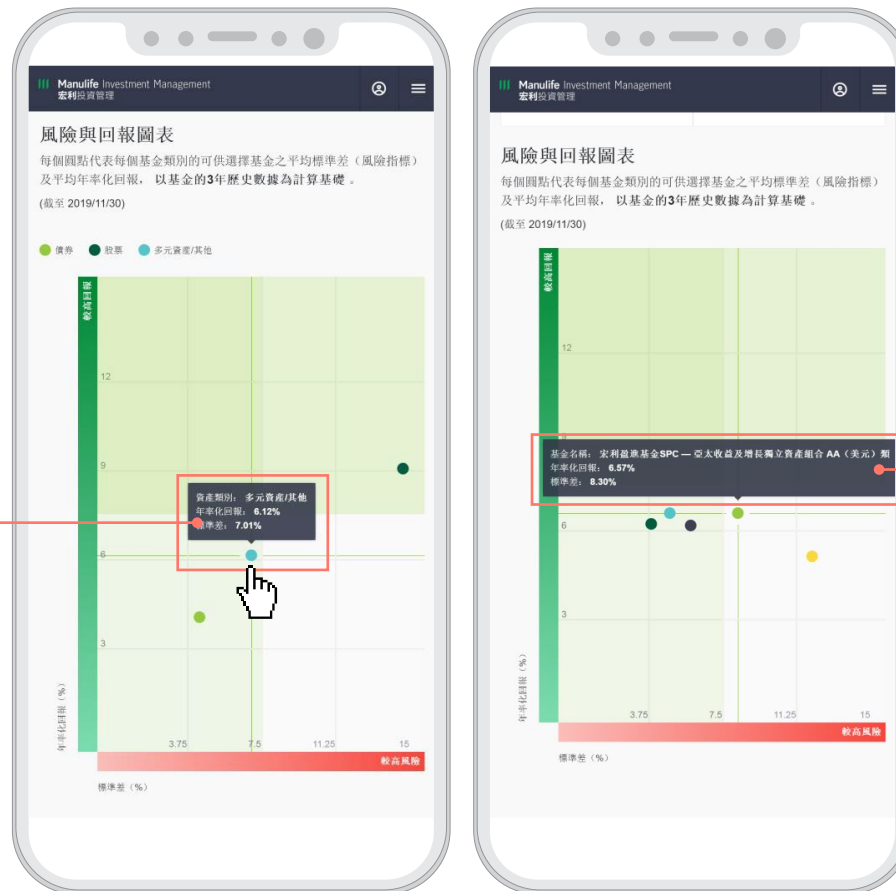 Manulife Investment Management
宏利投資管理
風險與回報圖表
每個圓點代表每個基金類別的可供選擇基金之平均標準差（風險指標）
及平均年率化回報， 以基金的3年歷史數據為計算基礎 。
(截至 2019/11/30)
債券
股票
多元資產/其他
較高回報
12
9
資產類別： 多元資產/其他
年率化回報： 6.12%
標準差： 7.01%
6
3
年率化回報（%）
3.75
7.5
11.25
15
較高風險
標準差（%）
Manulife Investment Management
宏利投資管理
風險與回報圖表
每個圓點代表每個基金類別的可供選擇基金之平均標準差（風險指標）
及平均年率化回報， 以基金的3年歷史數據為計算基礎 。
(截至 2019/11/30)
較高回報
12
9
基金名稱： 宏利盈進基金SPC — 亞太收益及增長獨立資產組合 AA（美元）類
年率化回報： 6.57%
標準差： 8.30%
6
3
年率化回報（%）
3.75
7.5
11.25
15
較高風險
標準差（%）